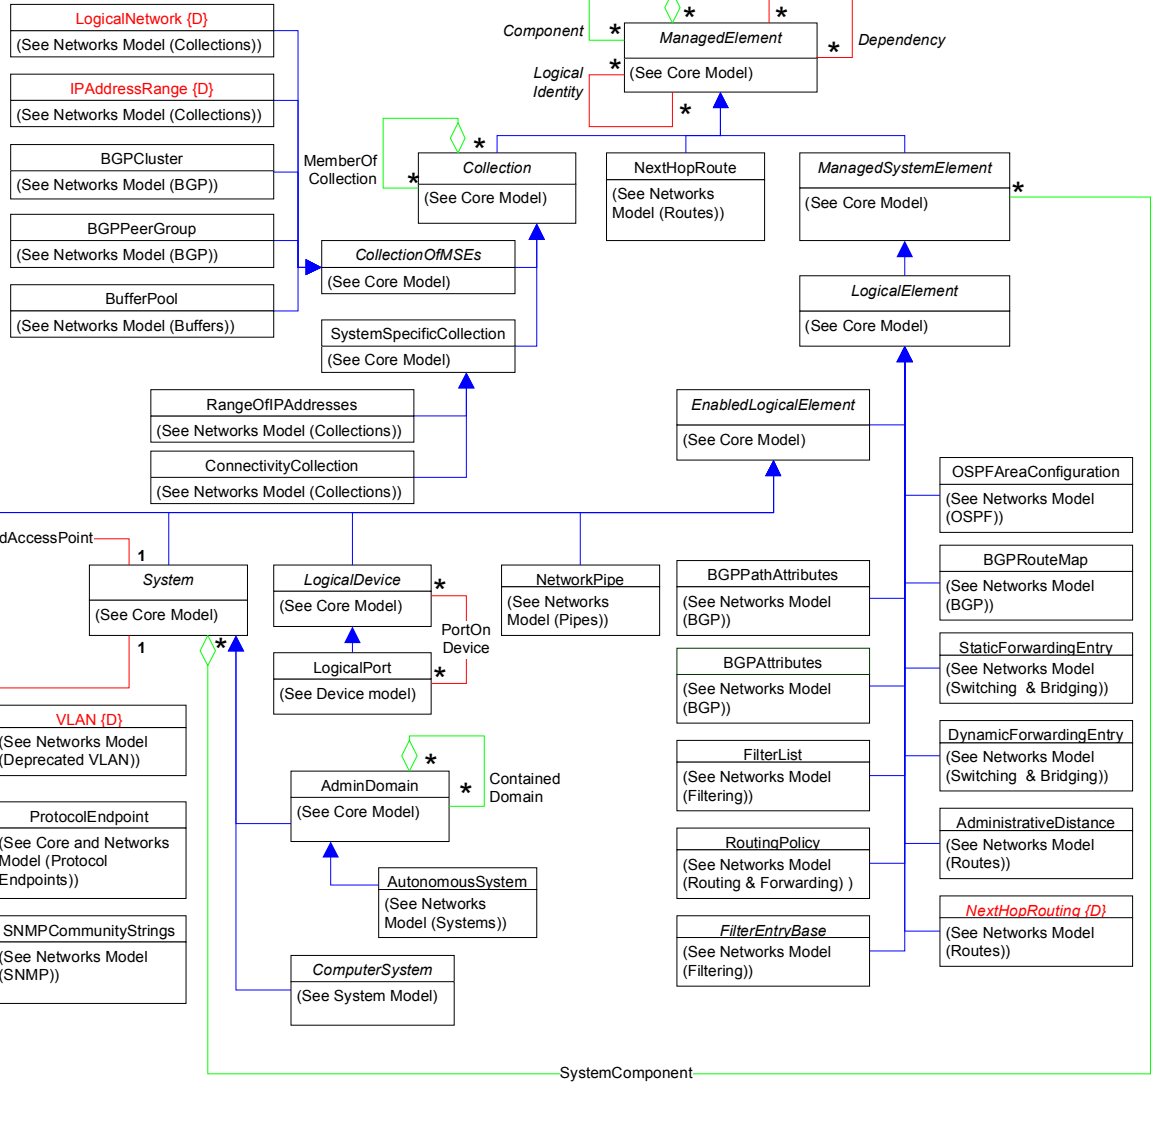 LogicalNetwork {D}
(See Networks Model (Collections))
IPAddressRange {D}
(See Networks Model (Collections))
BGPCluster
(See Networks Model (BGP))
BGPPeerGroup
(See Networks Model (BGP))
BufferPool
(See Networks Model (Buffers))
Component
*
*
*
ManagedElement
(See Core Model)
*
Dependency
Logical
Identity
*
*
MemberOf
Collection
*
*
Collection
(See Core Model)
NextHopRoute
(See Networks
Model (Routes))
ManagedSystemElement
(See Core Model)
*
CollectionOfMSEs
(See Core Model)
SystemSpecificCollection
(See Core Model)
LogicalElement
(See Core Model)
RangeOfIPAddresses
(See Networks Model (Collections))
ConnectivityCollection
(See Networks Model (Collections))
EnabledLogicalElement
(See Core Model)
OSPFAreaConfiguration
(See Networks Model
(OSPF))
dAccessPoint
1
System
(See Core Model)
1
*
LogicalDevice
(See Core Model)
*
PortOn
Device
*
LogicalPort
(See Device model)
NetworkPipe
(See Networks
Model (Pipes))
BGPPathAttributes
(See Networks Model
(BGP))
BGPRouteMap
(See Networks Model
(BGP))
BGPAttributes
(See Networks Model
(BGP))
StaticForwardingEntry
(See Networks Model
(Switching & Bridging))
VLAN {D}
(See Networks Model
(Deprecated VLAN))
FilterList
(See Networks Model
(Filtering))
DynamicForwardingEntry
(See Networks Model
(Switching & Bridging))
*
*
Contained
Domain
AdminDomain
(See Core Model)
ProtocolEndpoint
(See Core and Networks
Model (Protocol
Endpoints))
RoutingPolicy
(See Networks Model
(Routing & Forwarding) )
AdministrativeDistance
(See Networks Model
(Routes))
AutonomousSystem
(See Networks
Model (Systems))
SNMPCommunityStrings
(See Networks Model
(SNMP))
FilterEntryBase
(See Networks Model
(Filtering))
NextHopRouting {D}
(See Networks Model
(Routes))
ComputerSystem
(See System Model)
SystemComponent